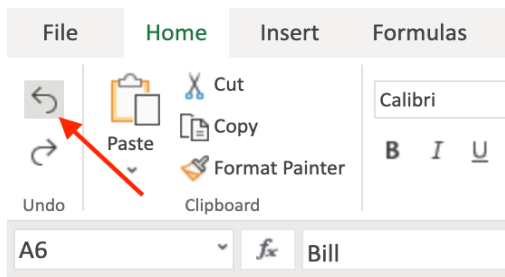 File Home Insert Formulas
Cut
Calibri
Copy
Paste
B I U
Format Painter
Undo Clipboard
A6 fx Bill